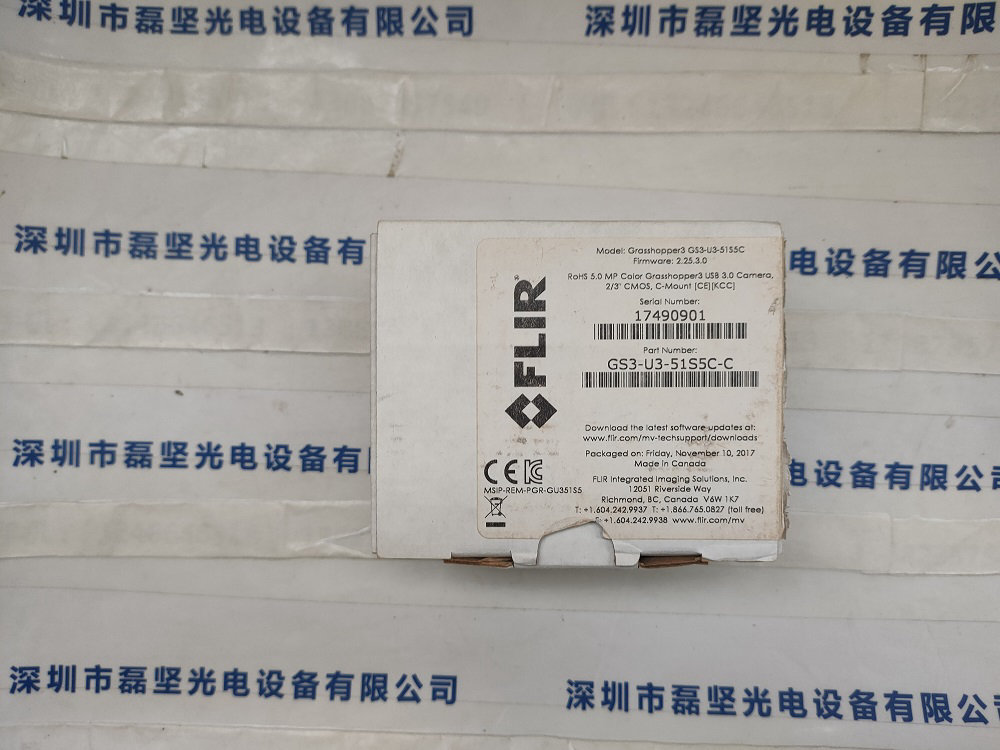 深圳市磊坚光电设备有限公司
深圳市磊坚光电设备有限
深圳市磊坚光电设备有
电设备有限公
FLIR®
Model: Grasshopper3 GS3-U3-51S5C
Firmware: 2.25.3.0
RoHS 5.0 MP Color Grasshopper3 USB 3.0 Camera,
2/3" CMOS, C-Mount [CE][KCC]
Serial Number:
17490901
Part Number:
GS3-U3-51S5C-C
Download the latest software updates at:
www.flir.com/mv-techsupport/downloads
Packaged on: Friday, November 10, 2017
Made in Canada
CE
MSIP-REM-PGR-GU351S5
FLIR Integrated Imaging Solutions, Inc.
12051 Riverside Way
Richmond, BC, Canada V6W 1K7
T: +1.604.242.9937 T: +1.866.765.0827 (toll free)
F: +1.604.242.9938 www.flir.com/mv
深圳市磊坚光电设备有
设备有限公
深圳市磊坚光电设备有限公司
深圳市磊坚光电设备有限公